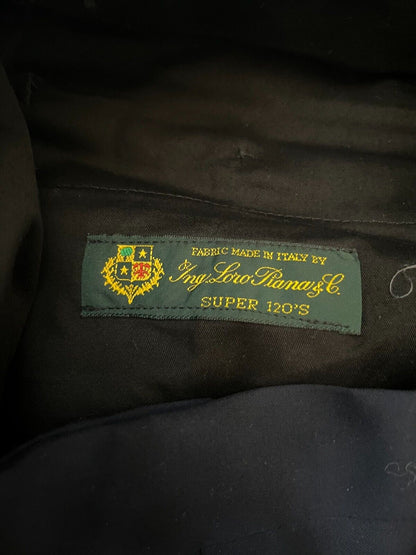 FABRIC MADE IN ITALY BY
Ing. Loro Piana & C.
SUPER 120'S